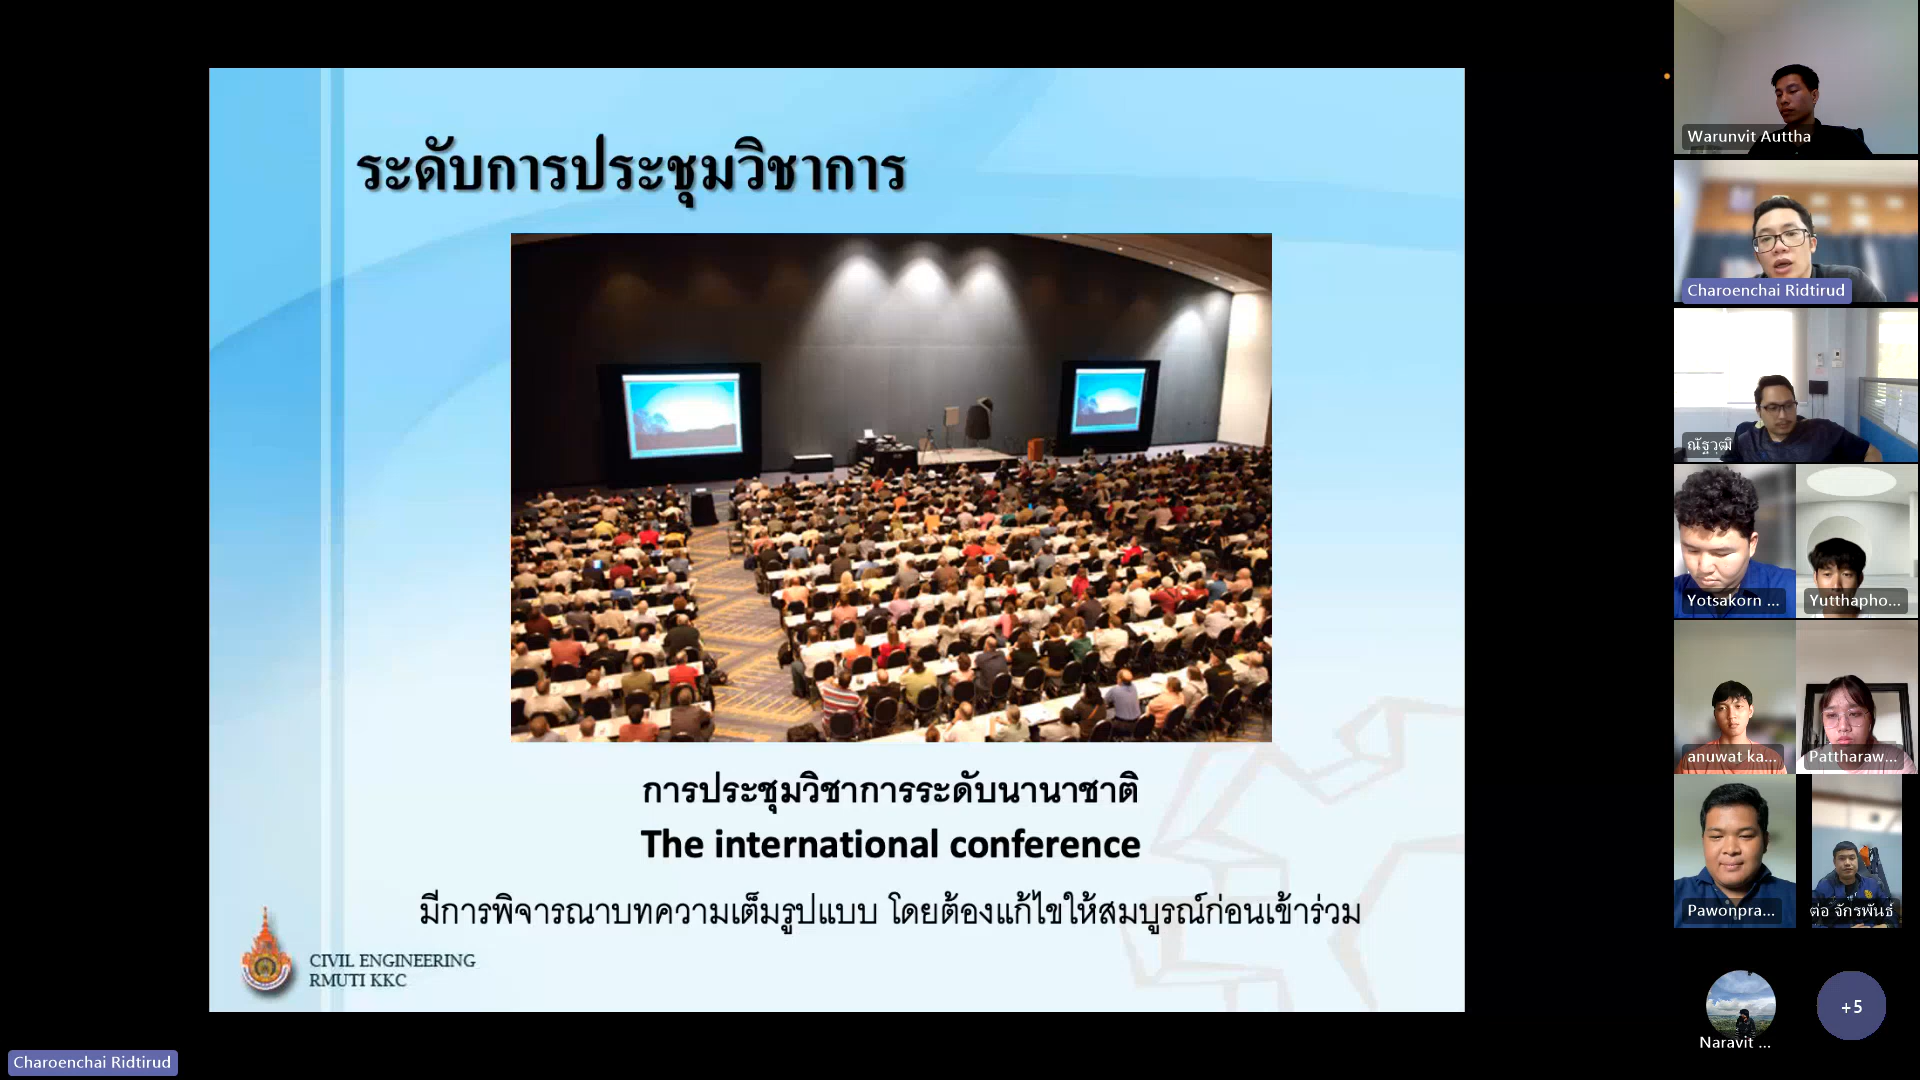 ระดับการประชุมวิชาการ
การประชุมวิชาการระดับนานาชาติ
The international conference
มีการพิจารณาบทความเต็มรูปแบบ โดยต้องแก้ไขให้สมบูรณ์ก่อนเข้าร่วม
CIVIL ENGINEERING
RMUTI KKC
Charoenchai Ridtirud
Warunvit Auttha
Charoenchai Ridtirud
ณัฐวุฒิ
Yotsakorn ...
Yutthapho...
anuwat ka...
Pattharaw...
Pawonpra...
ต่อ จักรพันธ์
Naravit ...
+5